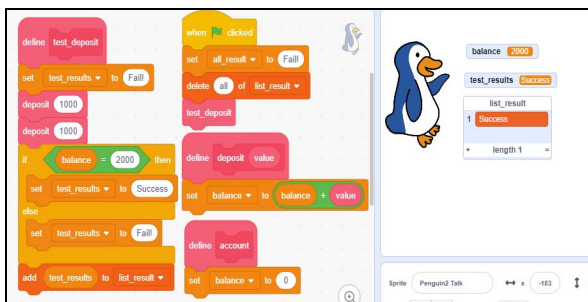 define test_deposit
set test_results to Fail!
deposit 1000
deposit 1000
if balance = 2000 then
set test_results to Success
else
set test_results to Fail!
add test_results to list_result
when clicked
set all_result to Fail!
delete all of list_result
test_deposit
define deposit value
set balance to balance + value
define account
set balance to 0
balance 2000
test_results Success
list_result
1 Success
+ length 1 =
Sprite Penguin2 Talk x -183